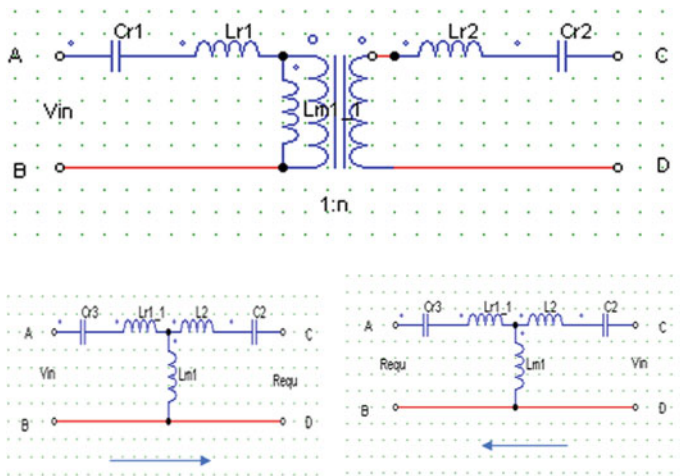 Cr1 Lr1 Lr2 Cr2
A C
Vin Lm1_1
B D
1:n
Cr3 Lr1_1 L2 C2
A C
Vin Lm1 Requ
B D
Cr3 Lr1_1 L2 C2
A C
Requ Lm1 Vin
B D